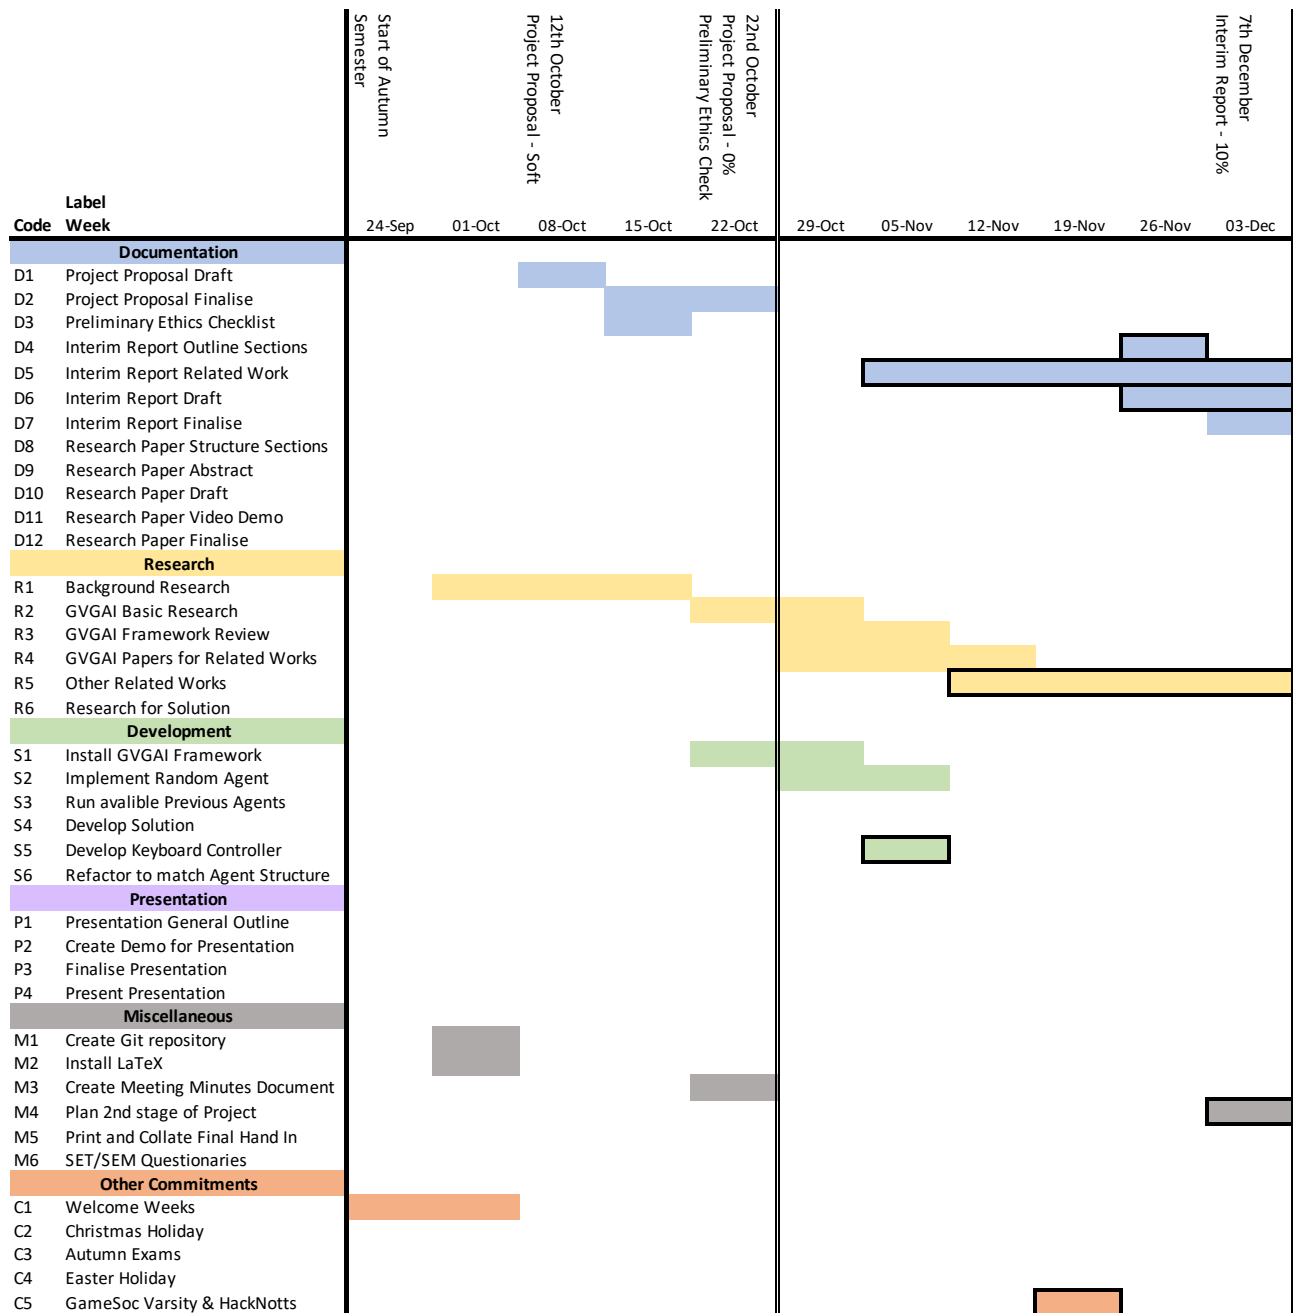 Start of Autumn
Semester
12th October
Project Proposal - Soft
22nd October
Project Proposal - 0%
Preliminary Ethics Check
7th December
Interim Report - 10%
Label
Code Week 24-Sep 01-Oct 08-Oct 15-Oct 22-Oct 29-Oct 05-Nov 12-Nov 19-Nov 26-Nov 03-Dec
Documentation
D1 Project Proposal Draft
D2 Project Proposal Finalise
D3 Preliminary Ethics Checklist
D4 Interim Report Outline Sections
D5 Interim Report Related Work
D6 Interim Report Draft
D7 Interim Report Finalise
D8 Research Paper Structure Sections
D9 Research Paper Abstract
D10 Research Paper Draft
D11 Research Paper Video Demo
D12 Research Paper Finalise
Research
R1 Background Research
R2 GVGAI Basic Research
R3 GVGAI Framework Review
R4 GVGAI Papers for Related Works
R5 Other Related Works
R6 Research for Solution
Development
S1 Install GVGAI Framework
S2 Implement Random Agent
S3 Run avalible Previous Agents
S4 Develop Solution
S5 Develop Keyboard Controller
S6 Refactor to match Agent Structure
Presentation
P1 Presentation General Outline
P2 Create Demo for Presentation
P3 Finalise Presentation
P4 Present Presentation
Miscellaneous
M1 Create Git repository
M2 Install LaTeX
M3 Create Meeting Minutes Document
M4 Plan 2nd stage of Project
M5 Print and Collate Final Hand In
M6 SET/SEM Questionaries
Other Commitments
C1 Welcome Weeks
C2 Christmas Holiday
C3 Autumn Exams
C4 Easter Holiday
C5 GameSoc Varsity & HackNotts